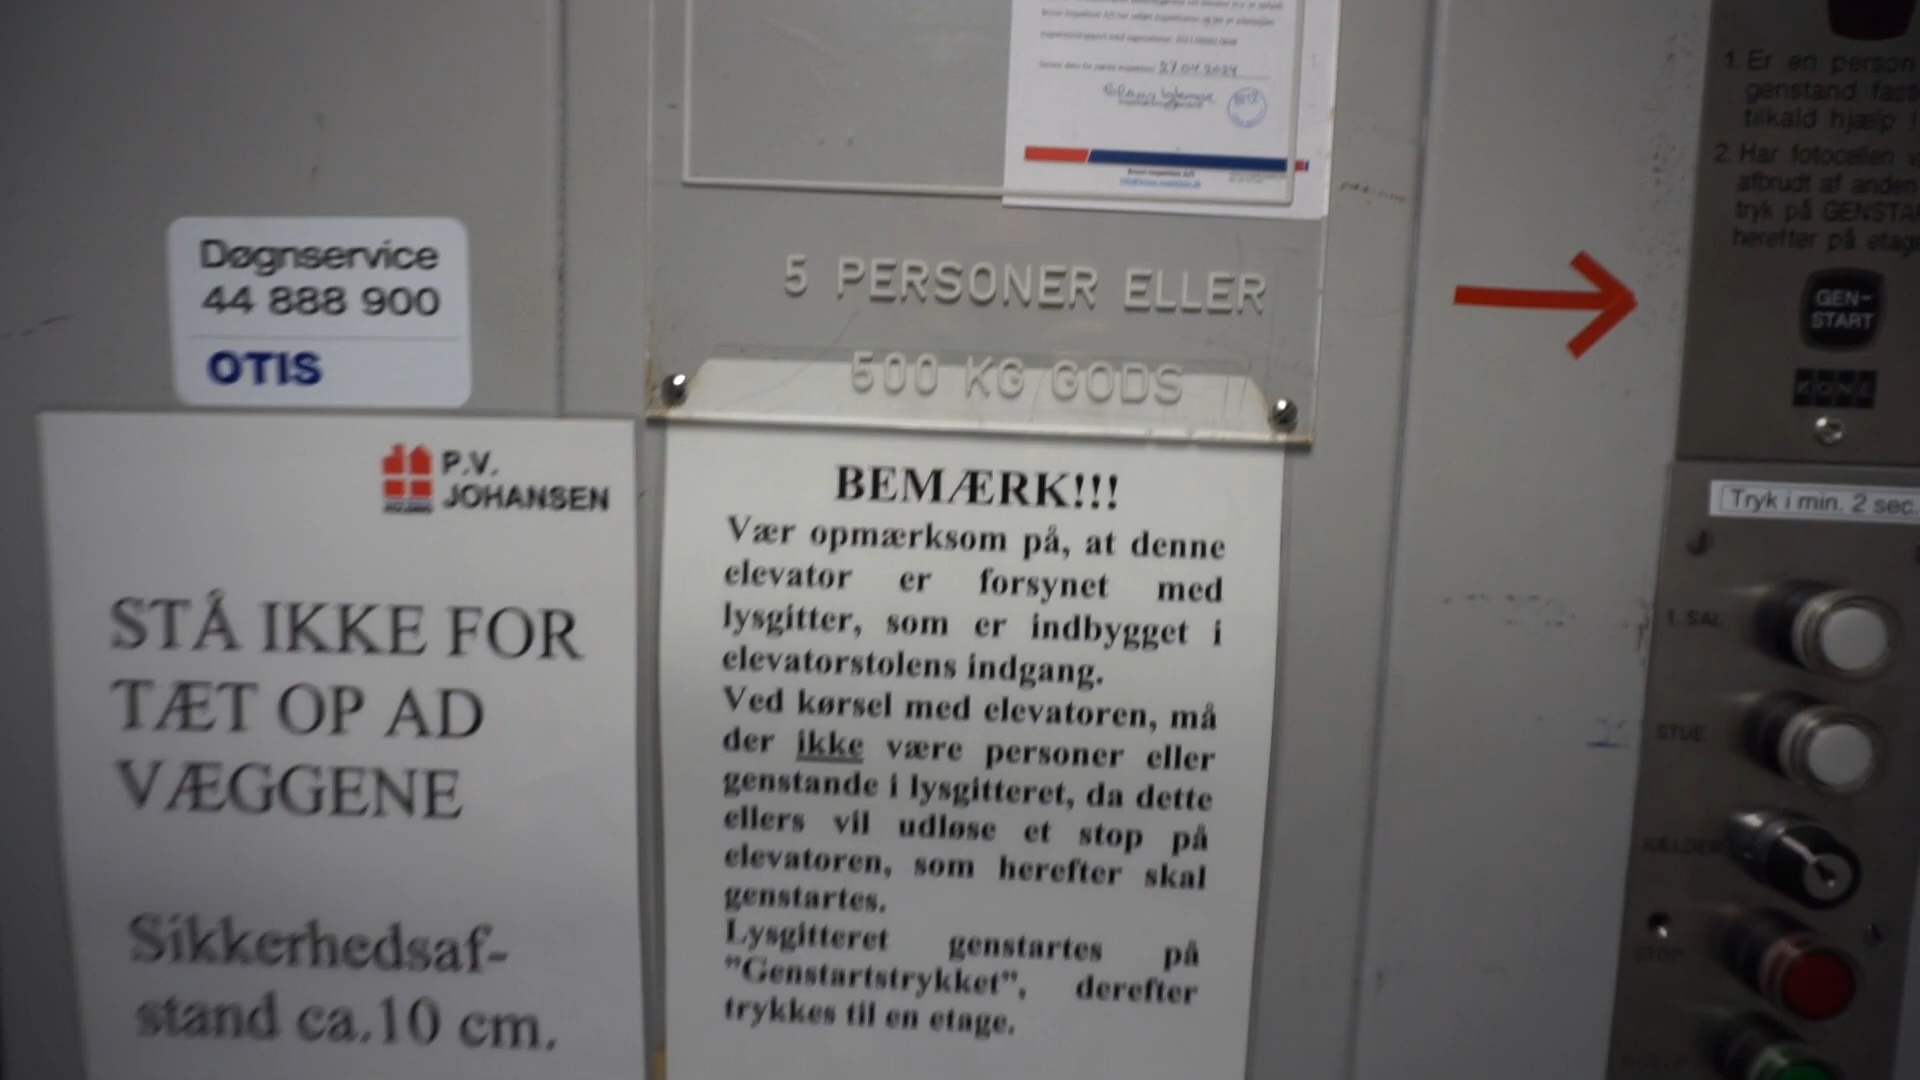 27.04.2024
5 PERSONER ELLER
500 KG GODS
Døgnservice
44 888 900
OTIS
P.V.
JOHANSEN
STÅ IKKE FOR
TÆT OP AD
VÆGGENE
Sikkerhedsaf-
stand ca.10 cm.
BEMÆRK!!!
Vær opmærksom på, at denne
elevator er forsynet med
lysgitter, som er indbygget i
elevatorstolens indgang.
Ved kørsel med elevatoren, må
der ikke være personer eller
genstande i lysgitteret, da dette
ellers vil udløse et stop på
elevatoren, som herefter skal
genstartes.
Lysgitteret genstartes på
"Genstartstrykket", derefter
trykkes til en etage.
1. Er en person
genstand fast
tilkald hjælp !
2. Har fotocellen v
afbrudt af anden
tryk på GENSTA
herefter på etage
GEN-
START
KONE
Tryk i min. 2 sec.
1. SAL
STUE
STOP